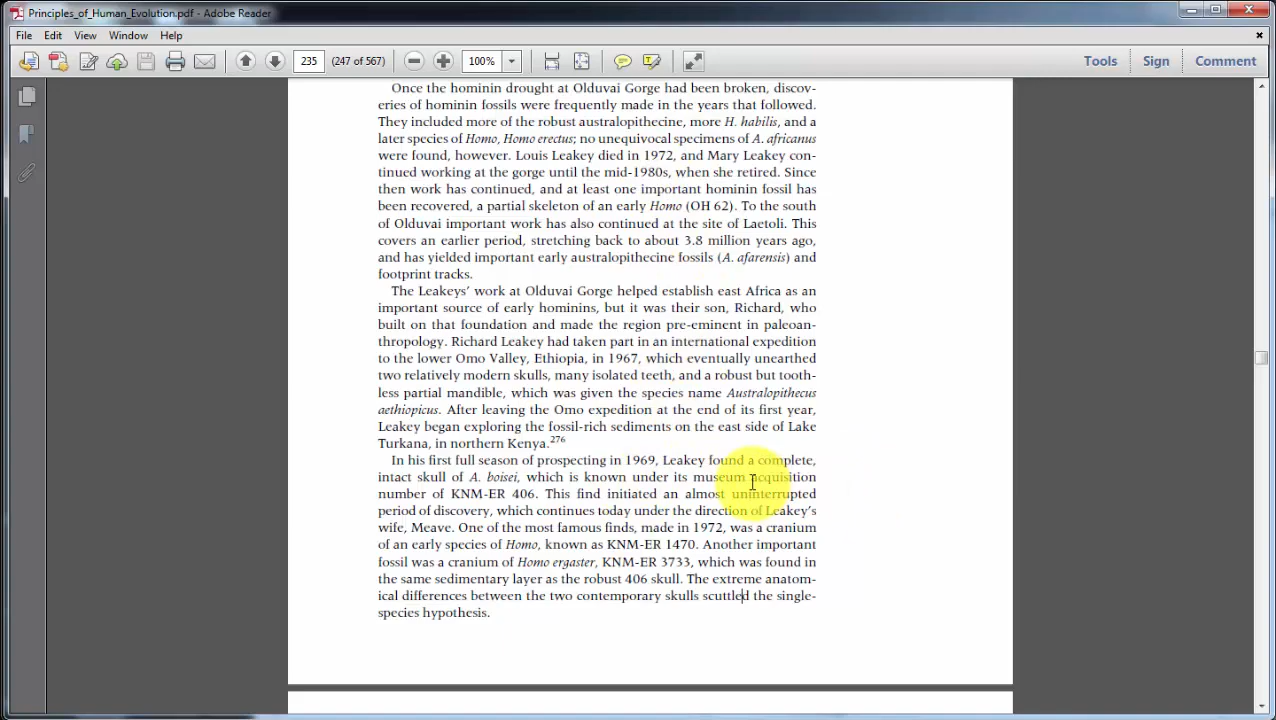 Principles_of_Human_Evolution.pdf - Adobe Reader
File Edit View Window Help
235 (247 of 567) 100% Tools Sign Comment
Once the hominin drought at Olduvai Gorge had been broken, discov-
eries of hominin fossils were frequently made in the years that followed.
They included more of the robust australopithecine, more H. habilis, and a
later species of Homo, Homo erectus; no unequivocal specimens of A. africanus
were found, however. Louis Leakey died in 1972, and Mary Leakey con-
tinued working at the gorge until the mid-1980s, when she retired. Since
then work has continued, and at least one important hominin fossil has
been recovered, a partial skeleton of an early Homo (OH 62). To the south
of Olduvai important work has also continued at the site of Laetoli. This
covers an earlier period, stretching back to about 3.8 million years ago,
and has yielded important early australopithecine fossils (A. afarensis) and
footprint tracks.
The Leakeys' work at Olduvai Gorge helped establish east Africa as an
important source of early hominins, but it was their son, Richard, who
built on that foundation and made the region pre-eminent in paleoan-
thropology. Richard Leakey had taken part in an international expedition
to the lower Omo Valley, Ethiopia, in 1967, which eventually unearthed
two relatively modern skulls, many isolated teeth, and a robust but tooth-
less partial mandible, which was given the species name Australopithecus
aethiopicus. After leaving the Omo expedition at the end of its first year,
Leakey began exploring the fossil-rich sediments on the east side of Lake
Turkana, in northern Kenya.276
In his first full season of prospecting in 1969, Leakey found a complete,
intact skull of A. boisei, which is known under its museum acquisition
number of KNM-ER 406. This find initiated an almost uninterrupted
period of discovery, which continues today under the direction of Leakey's
wife, Meave. One of the most famous finds, made in 1972, was a cranium
of an early species of Homo, known as KNM-ER 1470. Another important
fossil was a cranium of Homo ergaster, KNM-ER 3733, which was found in
the same sedimentary layer as the robust 406 skull. The extreme anatom-
ical differences between the two contemporary skulls scuttled the single-
species hypothesis.